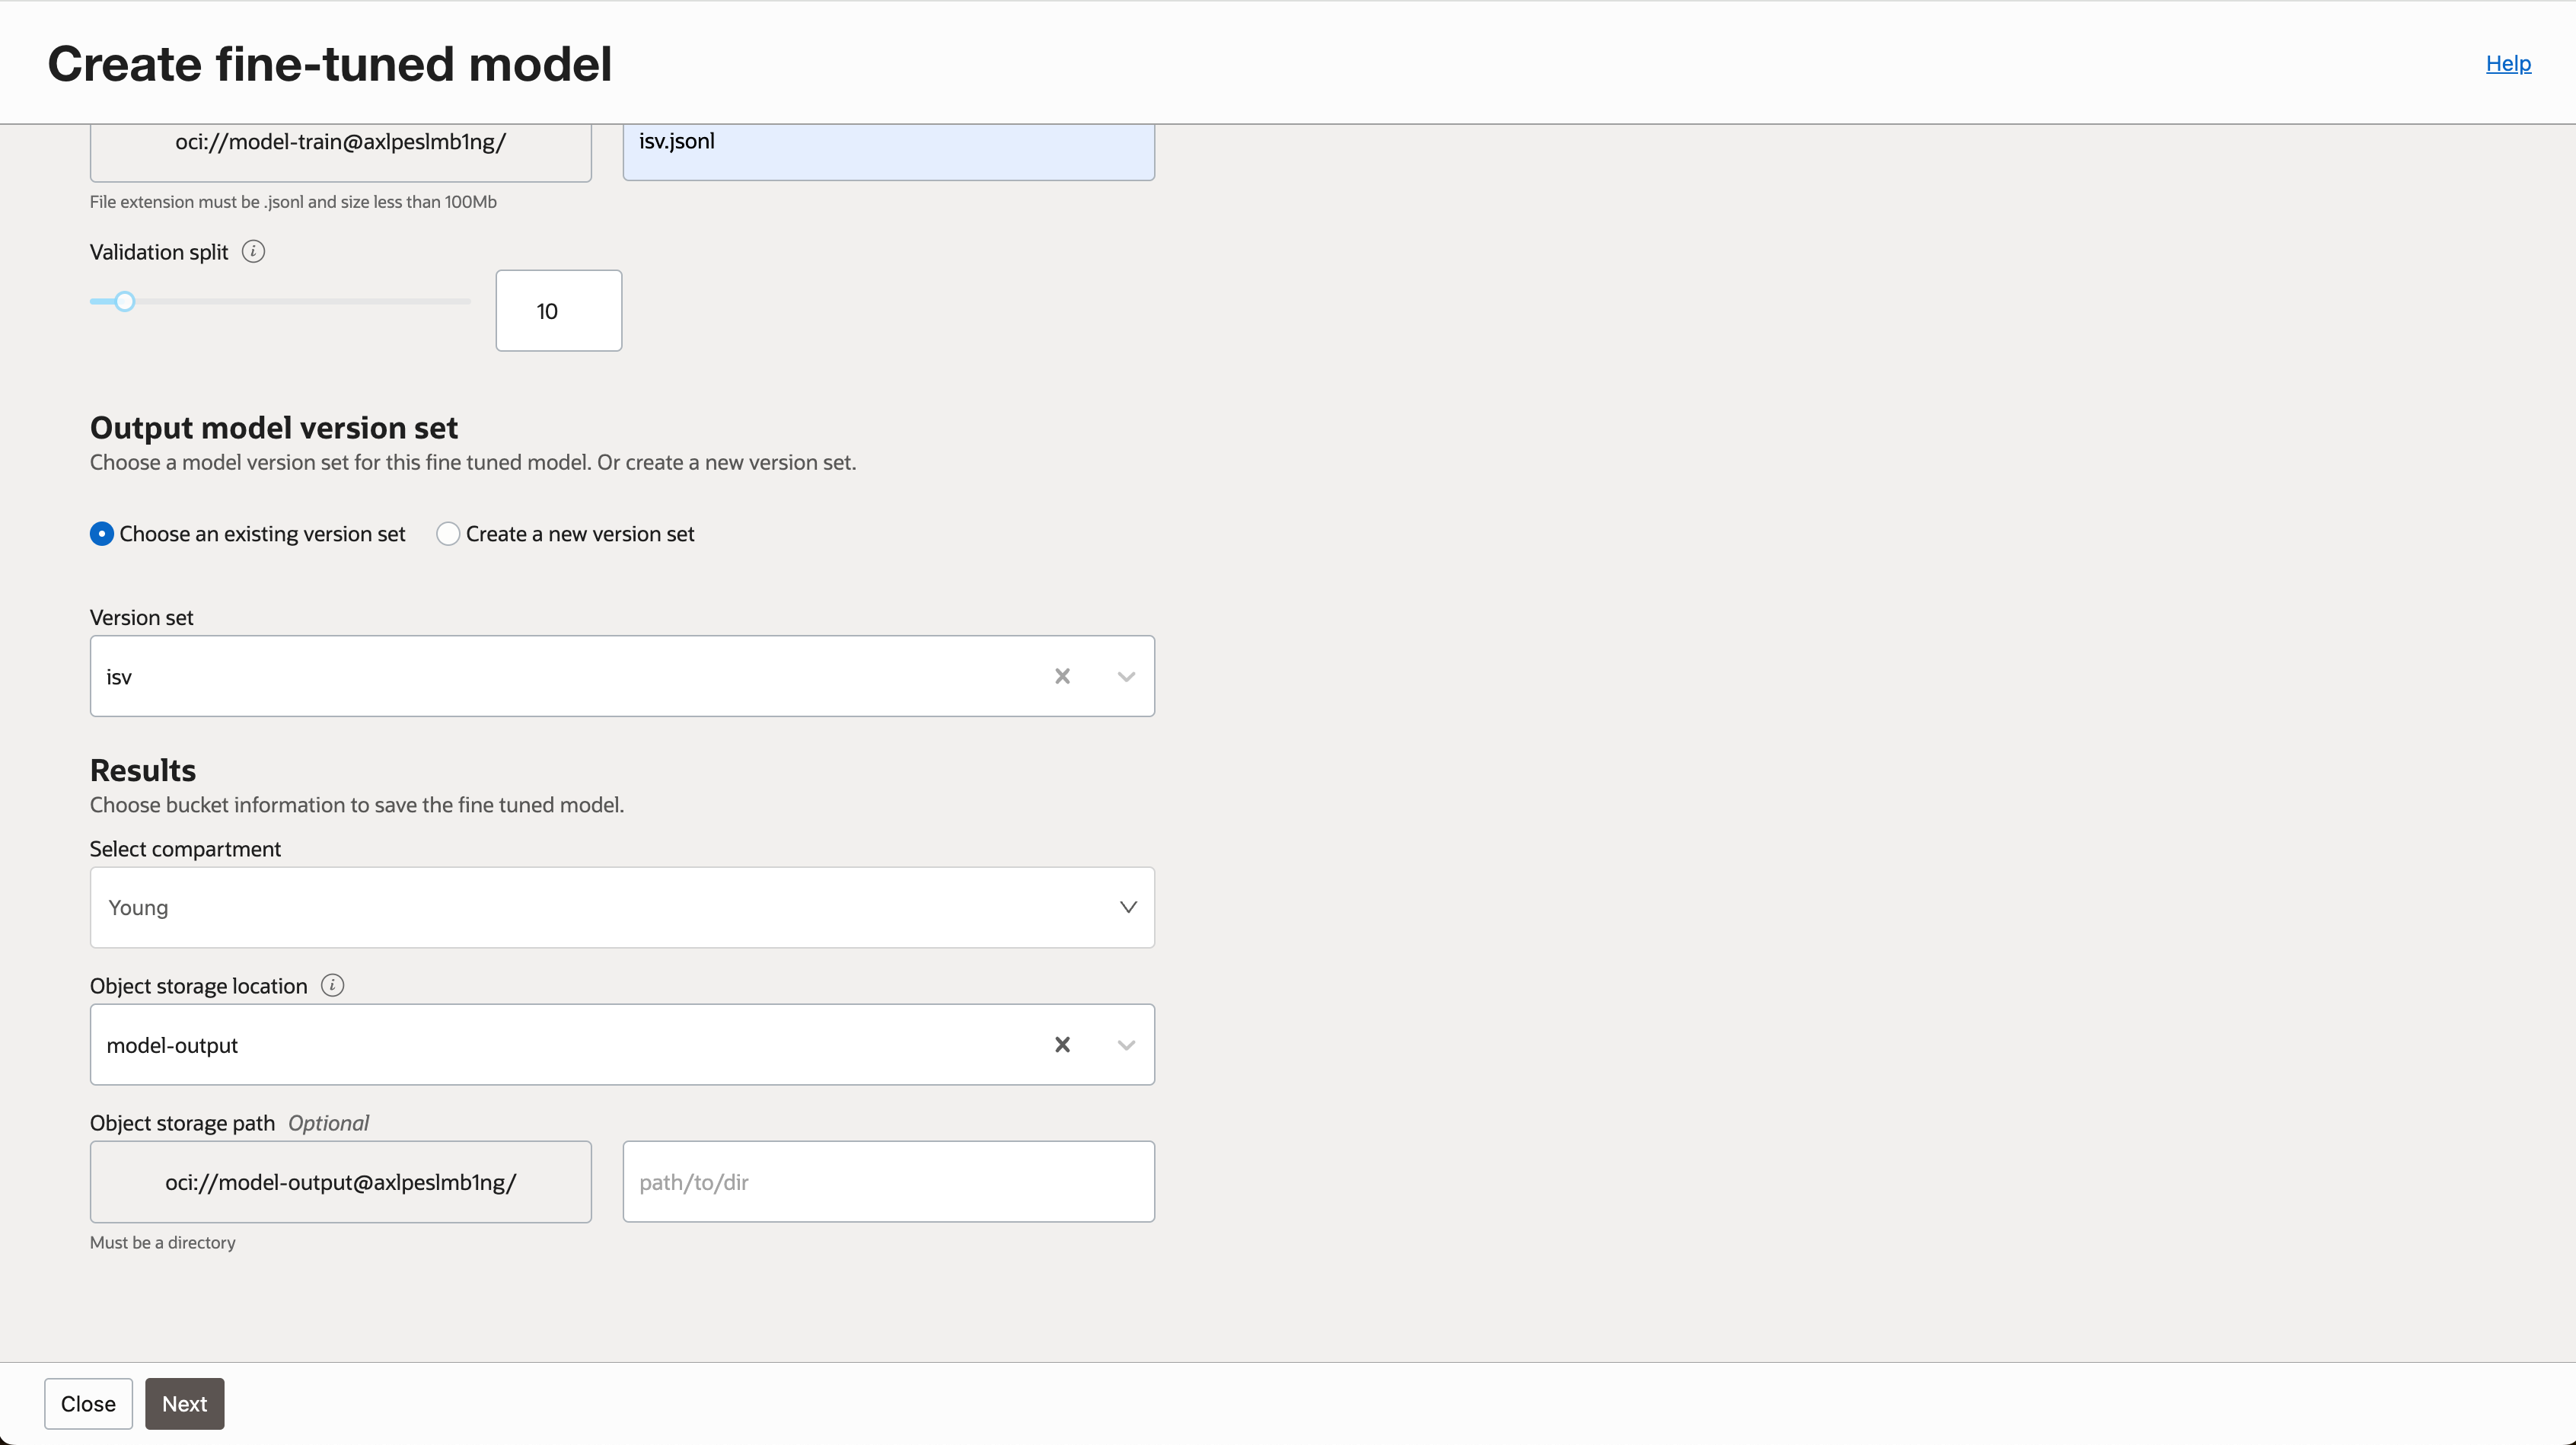 Create fine-tuned model
Help
oci://model-train@axlpeslmb1ng/
isv.jsonl
File extension must be .jsonl and size less than 100Mb
Validation split
10
Output model version set
Choose a model version set for this fine tuned model. Or create a new version set.
Choose an existing version set
Create a new version set
Version set
isv
Results
Choose bucket information to save the fine tuned model.
Select compartment
Young
Object storage location
model-output
Object storage path Optional
oci://model-output@axlpeslmb1ng/
path/to/dir
Must be a directory
Close
Next